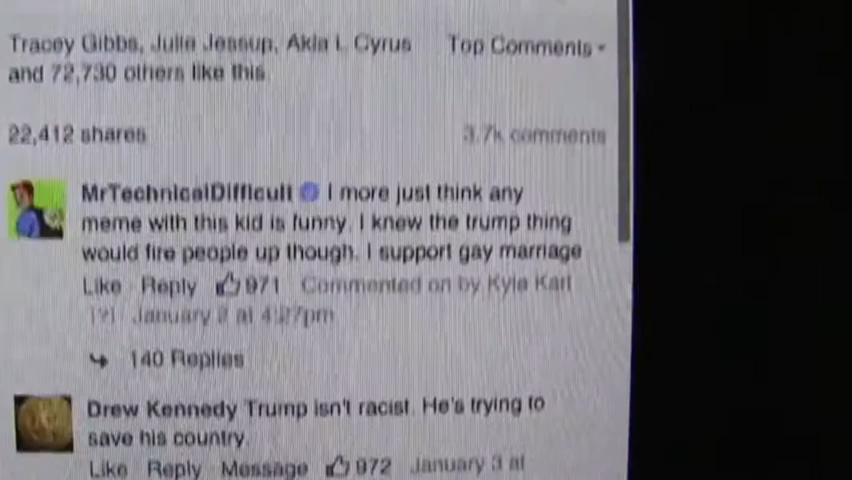 Tracey Gibbs, Julie Jessup, Akia L Cyrus
and 72,730 others like this.
Top Comments
22,412 shares
3.7k comments
MrTechnicalDifficult I more just think any
meme with this kid is funny. I knew the trump thing
would fire people up though. I support gay marriage
Like Reply 971 Commented on by Kyle Karl
[?] January 2 at 4:27pm
140 Replies
Drew Kennedy Trump isn't racist. He's trying to
save his country.
Like Reply Message 972 January 3 at